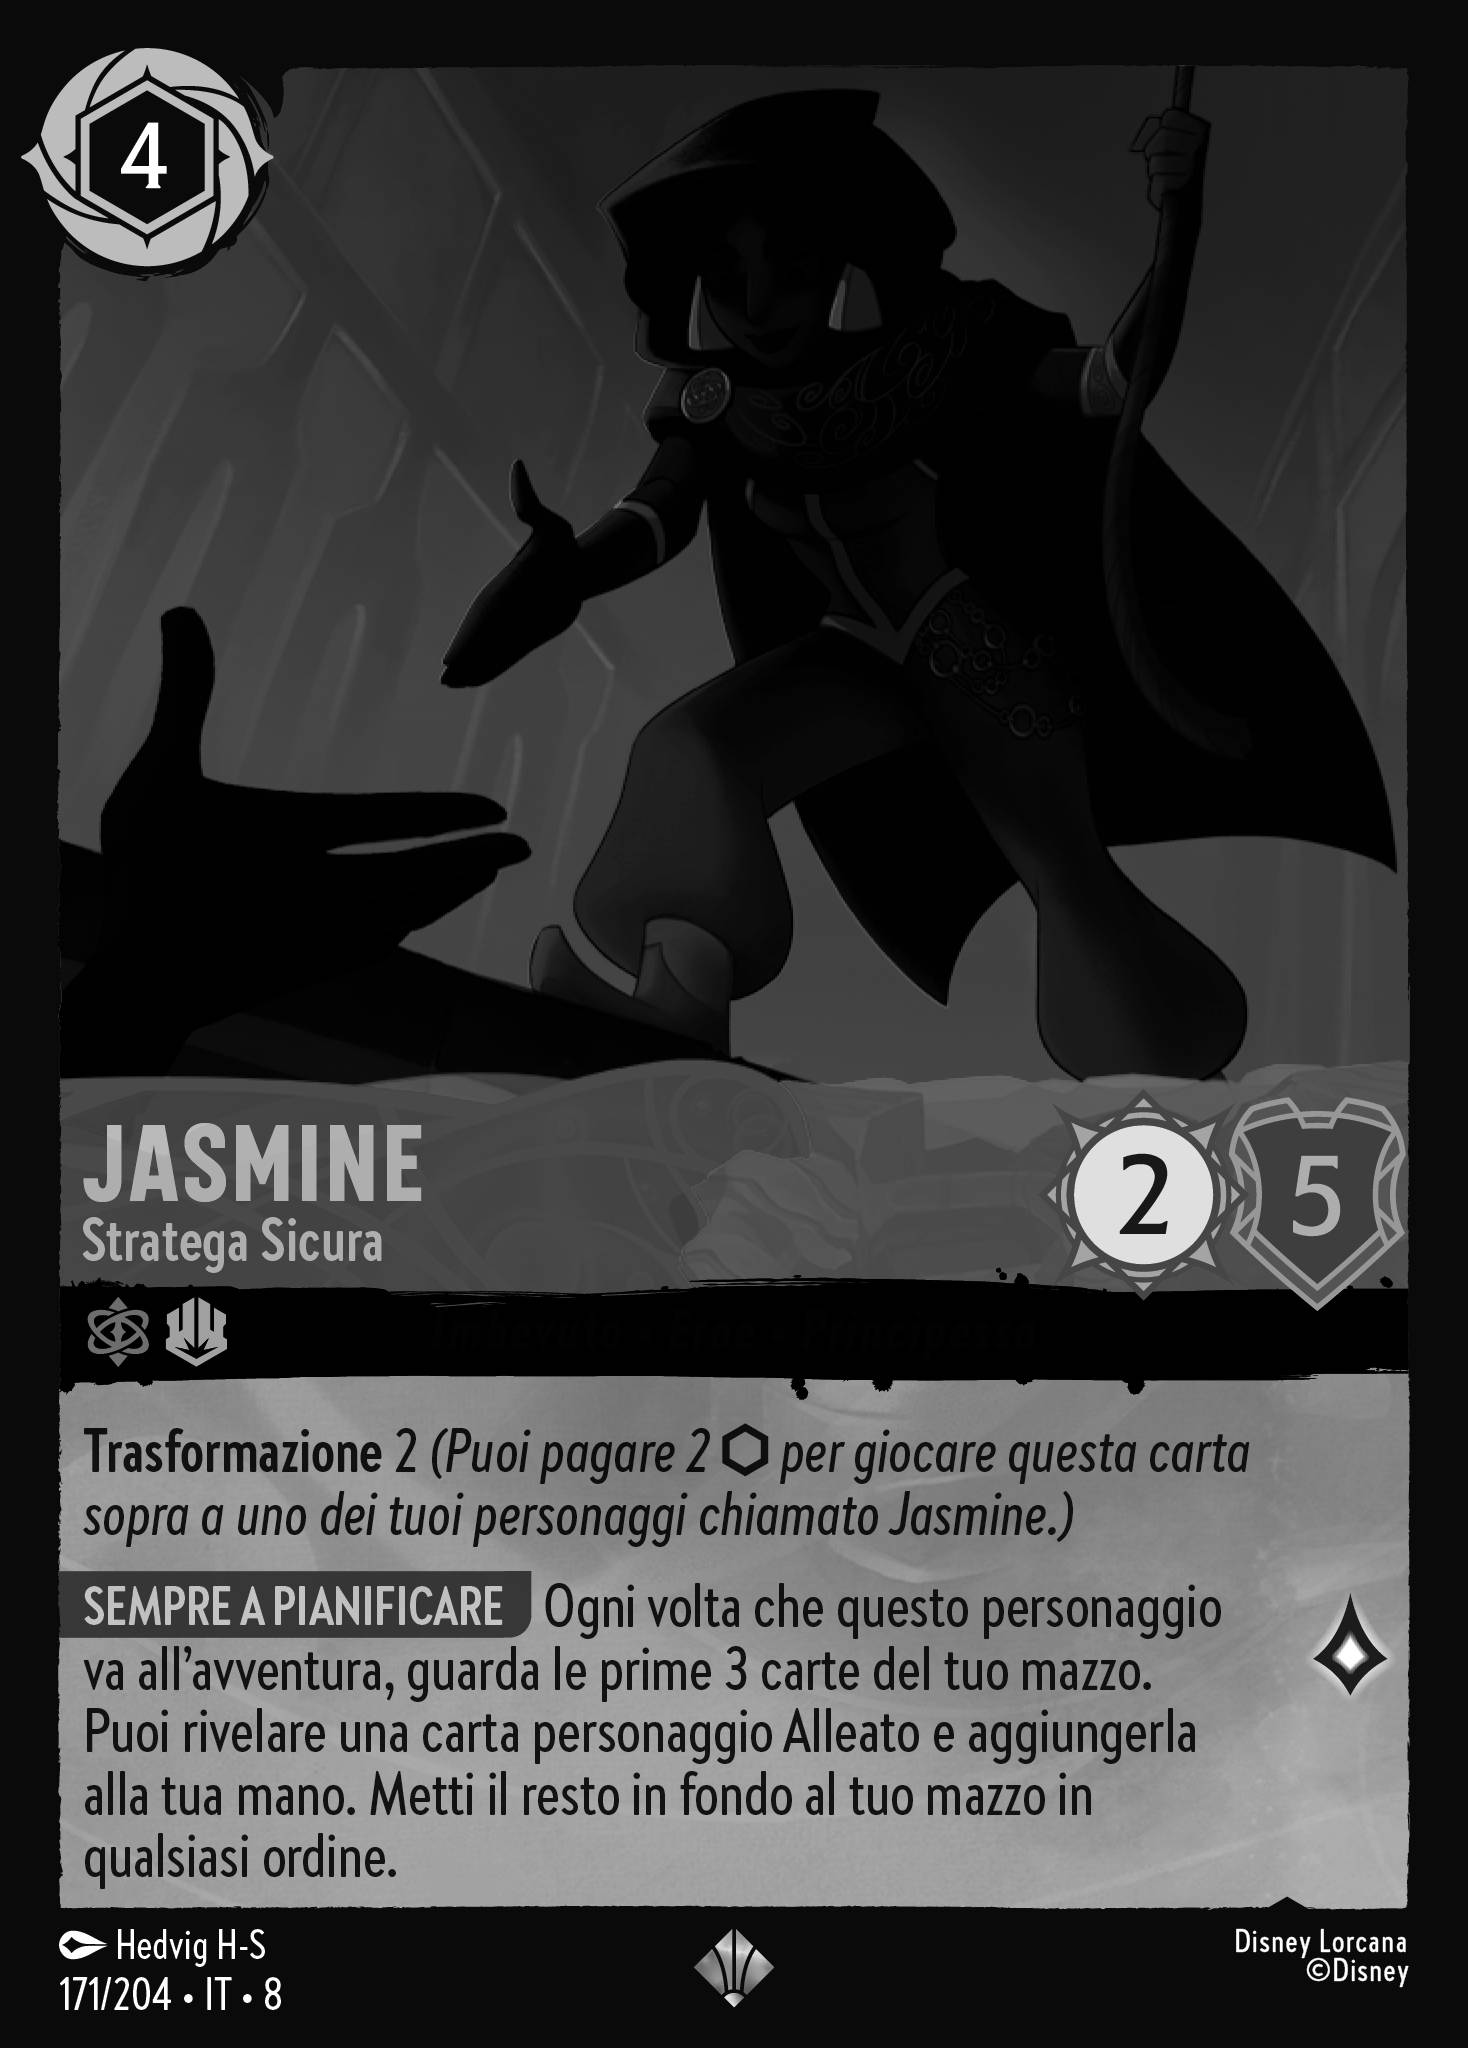 4
JASMINE
Stratega Sicura
2
5
Imbevuto • Eroe • Principessa
Trasformazione 2 (Puoi pagare 2 ⬡ per giocare questa carta
sopra a uno dei tuoi personaggi chiamato Jasmine.)
SEMPRE A PIANIFICARE Ogni volta che questo personaggio
va all’avventura, guarda le prime 3 carte del tuo mazzo.
Puoi rivelare una carta personaggio Alleato e aggiungerla
alla tua mano. Metti il resto in fondo al tuo mazzo in
qualsiasi ordine.
Hedvig H-S
171/204 • IT • 8
Disney Lorcana
©Disney